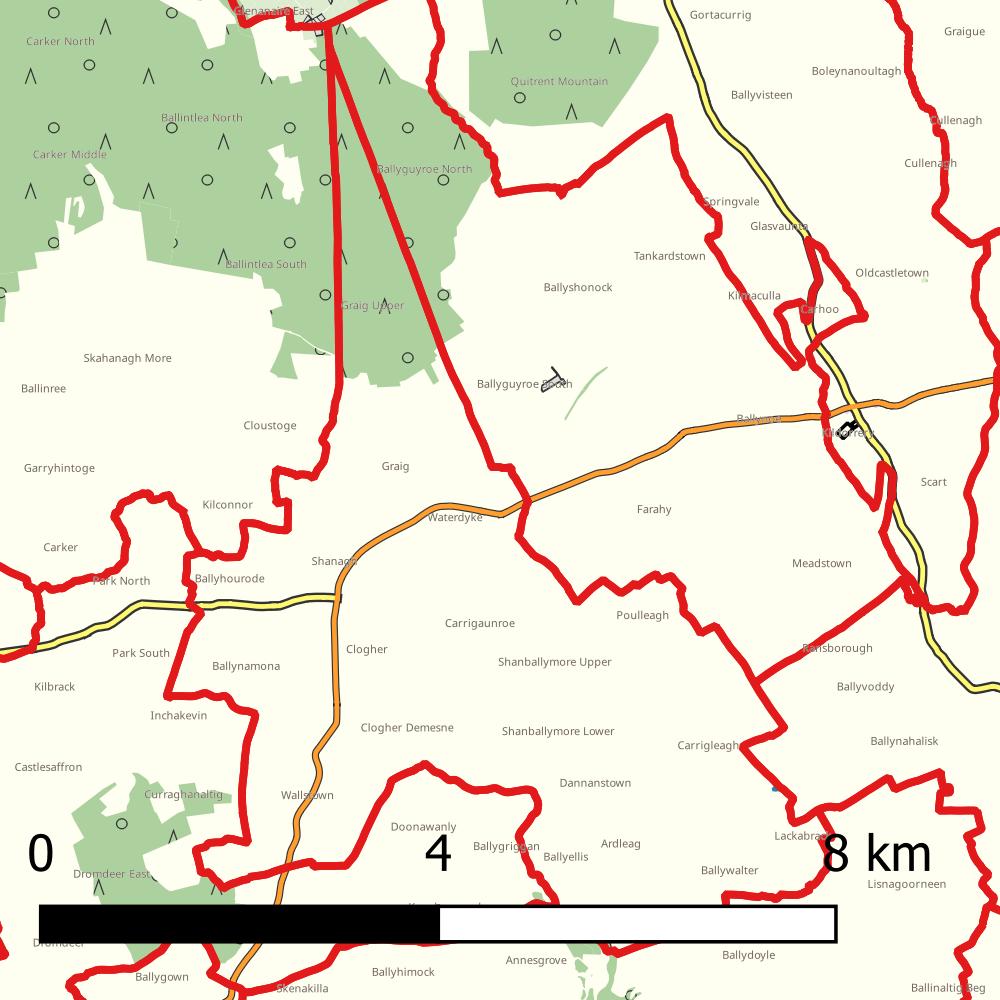 Glenanaire East
Gortacurrig
Graigue
Carker North
Boleynanoultagh
Quitrent Mountain
Ballyvisteen
Ballintlea North
Cullenagh
Carker Middle
Cullenagh
Ballyguyroe North
Springvale
Glasvaunta
Tankardstown
Ballintlea South
Oldcastletown
Ballyshonock
Kilmaculla
Graig Upper
Carhoo
Skahanagh More
Ballinree
Ballyguyroe South
Cloustoge
Kildorrery
Garryhintoge
Graig
Scart
Kilconnor
Farahy
Waterdyke
Carker
Shanagh
Meadstown
Park North
Ballyhourode
Poulleagh
Carrigaunroe
Clogher
Ransborough
Park South
Shanballymore Upper
Ballynamona
Kilbrack
Ballyvoddy
Inchakevin
Clogher Demesne
Shanballymore Lower
Carrigleagh
Ballynahalisk
Castlesaffron
Dannanstown
Curraghanaltig
Wallstown
Doonawanly
Lackabrack
Ballygriggan
Ardleag
Ballyellis
0
4
8 km
Dromdeer East
Ballywalter
Lisnagoorneen
Dromdeer
Ballydoyle
Annesgrove
Ballyhimock
Ballygown
Skenakilla
Ballinaltig Beg